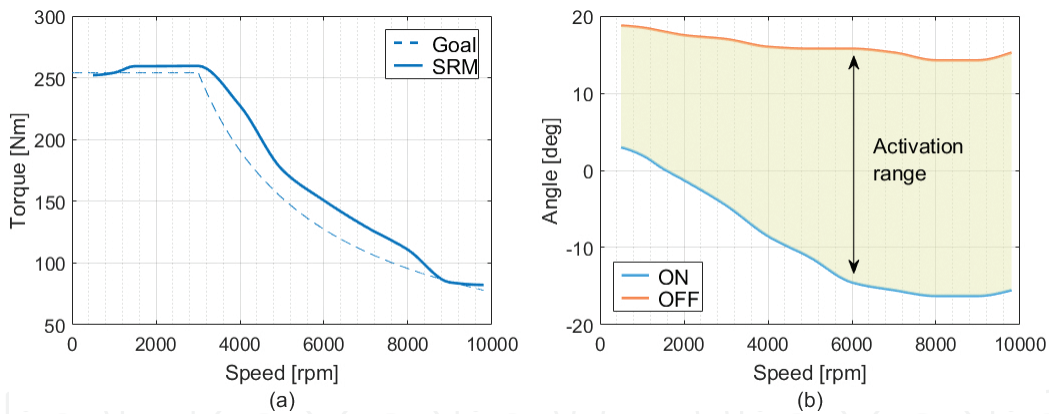 300
250
200
150
100
50
0
2000
4000
6000
8000
10000
Torque [Nm]
Speed [rpm]
Goal
SRM
(a)
20
10
0
-10
-20
0
2000
4000
6000
8000
10000
Angle [deg]
Speed [rpm]
Activation
range
ON
OFF
(b)